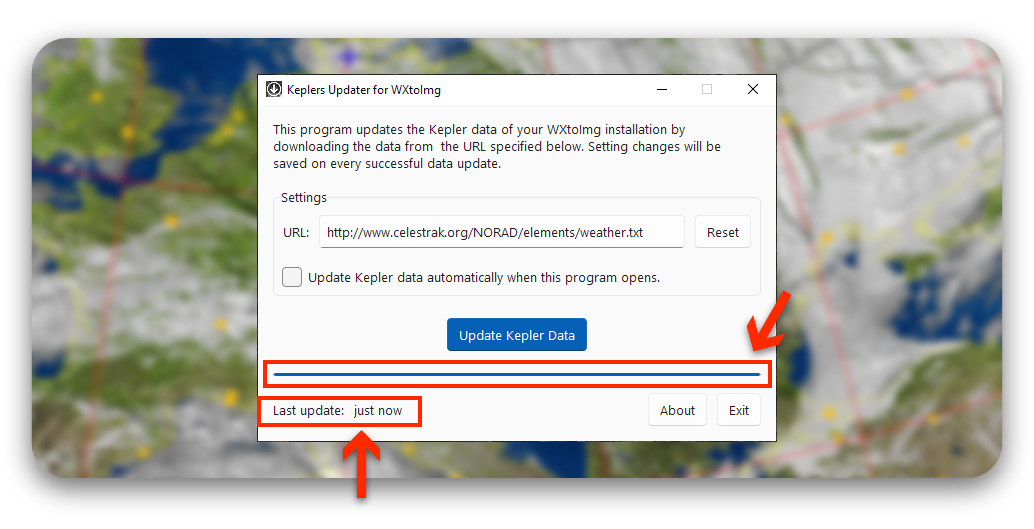 Keplers Updater for WXtoImg
This program updates the Kepler data of your WXtoImg installation by
downloading the data from  the URL specified below. Setting changes will be
saved on every successful data update.
Settings
URL: http://www.celestrak.org/NORAD/elements/weather.txt Reset
Update Kepler data automatically when this program opens.
Update Kepler Data
Last update: just now About Exit